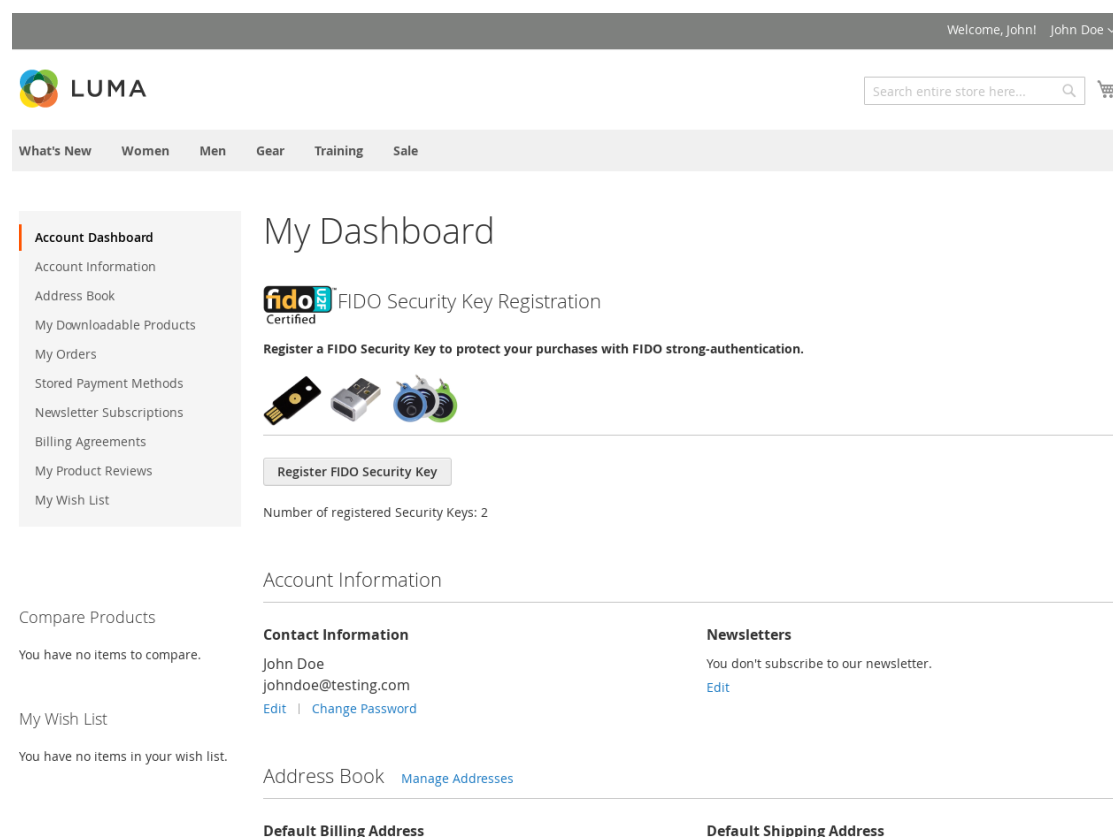 Welcome, John! John Doe
LUMA
Search entire store here...
What's New Women Men Gear Training Sale
Account Dashboard
Account Information
Address Book
My Downloadable Products
My Orders
Stored Payment Methods
Newsletter Subscriptions
Billing Agreements
My Product Reviews
My Wish List
Compare Products
You have no items to compare.
My Wish List
You have no items in your wish list.
My Dashboard
fido U2F ™
Certified
FIDO Security Key Registration
Register a FIDO Security Key to protect your purchases with FIDO strong-authentication.
Register FIDO Security Key
Number of registered Security Keys: 2
Account Information
Contact Information
John Doe
johndoe@testing.com
Edit | Change Password
Newsletters
You don't subscribe to our newsletter.
Edit
Address Book Manage Addresses
Default Billing Address
Default Shipping Address